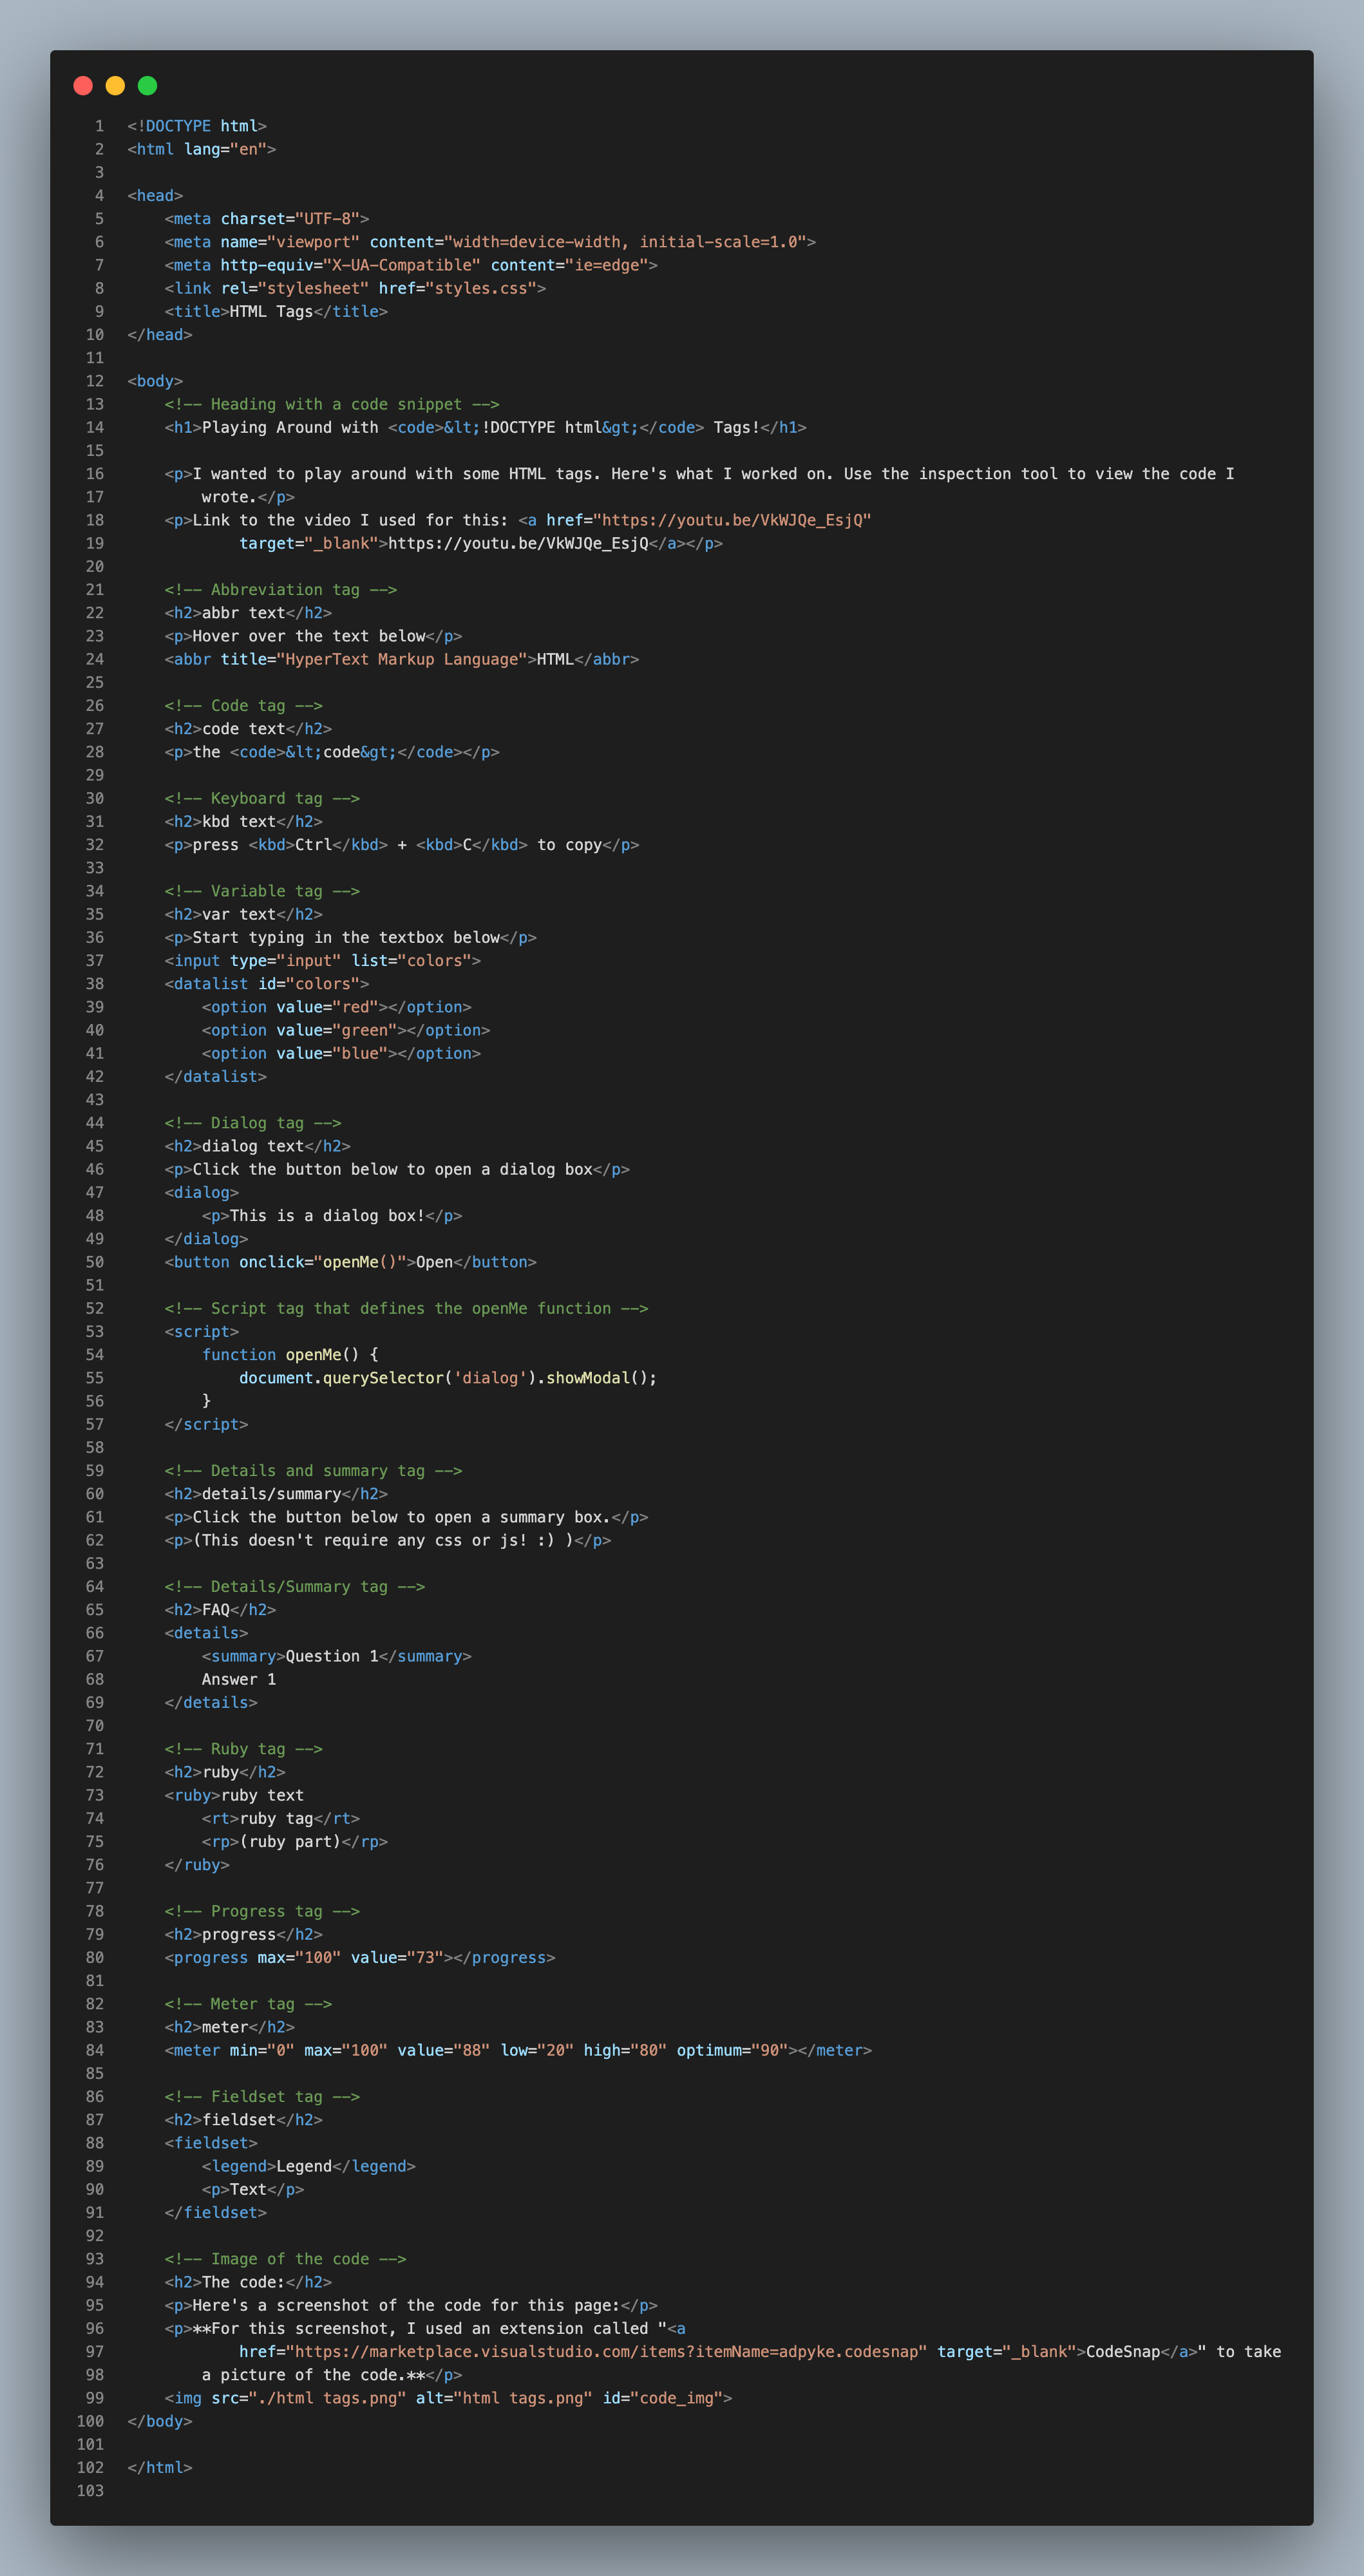 1 <!DOCTYPE html>
2 <html lang="en">
3
4 <head>
5     <meta charset="UTF-8">
6     <meta name="viewport" content="width=device-width, initial-scale=1.0">
7     <meta http-equiv="X-UA-Compatible" content="ie=edge">
8     <link rel="stylesheet" href="styles.css">
9     <title>HTML Tags</title>
10 </head>
11
12 <body>
13     <!-- Heading with a code snippet -->
14     <h1>Playing Around with <code>&lt;!DOCTYPE html&gt;</code> Tags!</h1>
15
16     <p>I wanted to play around with some HTML tags. Here's what I worked on. Use the inspection tool to view the code I
17         wrote.</p>
18     <p>Link to the video I used for this: <a href="https://youtu.be/VkWJQe_EsjQ"
19             target="_blank">https://youtu.be/VkWJQe_EsjQ</a></p>
20
21     <!-- Abbreviation tag -->
22     <h2>abbr text</h2>
23     <p>Hover over the text below</p>
24     <abbr title="HyperText Markup Language">HTML</abbr>
25
26     <!-- Code tag -->
27     <h2>code text</h2>
28     <p>the <code>&lt;code&gt;</code></p>
29
30     <!-- Keyboard tag -->
31     <h2>kbd text</h2>
32     <p>press <kbd>Ctrl</kbd> + <kbd>C</kbd> to copy</p>
33
34     <!-- Variable tag -->
35     <h2>var text</h2>
36     <p>Start typing in the textbox below</p>
37     <input type="input" list="colors">
38     <datalist id="colors">
39         <option value="red"></option>
40         <option value="green"></option>
41         <option value="blue"></option>
42     </datalist>
43
44     <!-- Dialog tag -->
45     <h2>dialog text</h2>
46     <p>Click the button below to open a dialog box</p>
47     <dialog>
48         <p>This is a dialog box!</p>
49     </dialog>
50     <button onclick="openMe()">Open</button>
51
52     <!-- Script tag that defines the openMe function -->
53     <script>
54         function openMe() {
55             document.querySelector('dialog').showModal();
56         }
57     </script>
58
59     <!-- Details and summary tag -->
60     <h2>details/summary</h2>
61     <p>Click the button below to open a summary box.</p>
62     <p>(This doesn't require any css or js! :) )</p>
63
64     <!-- Details/Summary tag -->
65     <h2>FAQ</h2>
66     <details>
67         <summary>Question 1</summary>
68         Answer 1
69     </details>
70
71     <!-- Ruby tag -->
72     <h2>ruby</h2>
73     <ruby>ruby text
74         <rt>ruby tag</rt>
75         <rp>(ruby part)</rp>
76     </ruby>
77
78     <!-- Progress tag -->
79     <h2>progress</h2>
80     <progress max="100" value="73"></progress>
81
82     <!-- Meter tag -->
83     <h2>meter</h2>
84     <meter min="0" max="100" value="88" low="20" high="80" optimum="90"></meter>
85
86     <!-- Fieldset tag -->
87     <h2>fieldset</h2>
88     <fieldset>
89         <legend>Legend</legend>
90         <p>Text</p>
91     </fieldset>
92
93     <!-- Image of the code -->
94     <h2>The code:</h2>
95     <p>Here's a screenshot of the code for this page:</p>
96     <p>**For this screenshot, I used an extension called "<a
97             href="https://marketplace.visualstudio.com/items?itemName=adpyke.codesnap" target="_blank">CodeSnap</a>" to take
98         a picture of the code.**</p>
99     <img src="./html tags.png" alt="html tags.png" id="code_img">
100 </body>
101
102 </html>
103